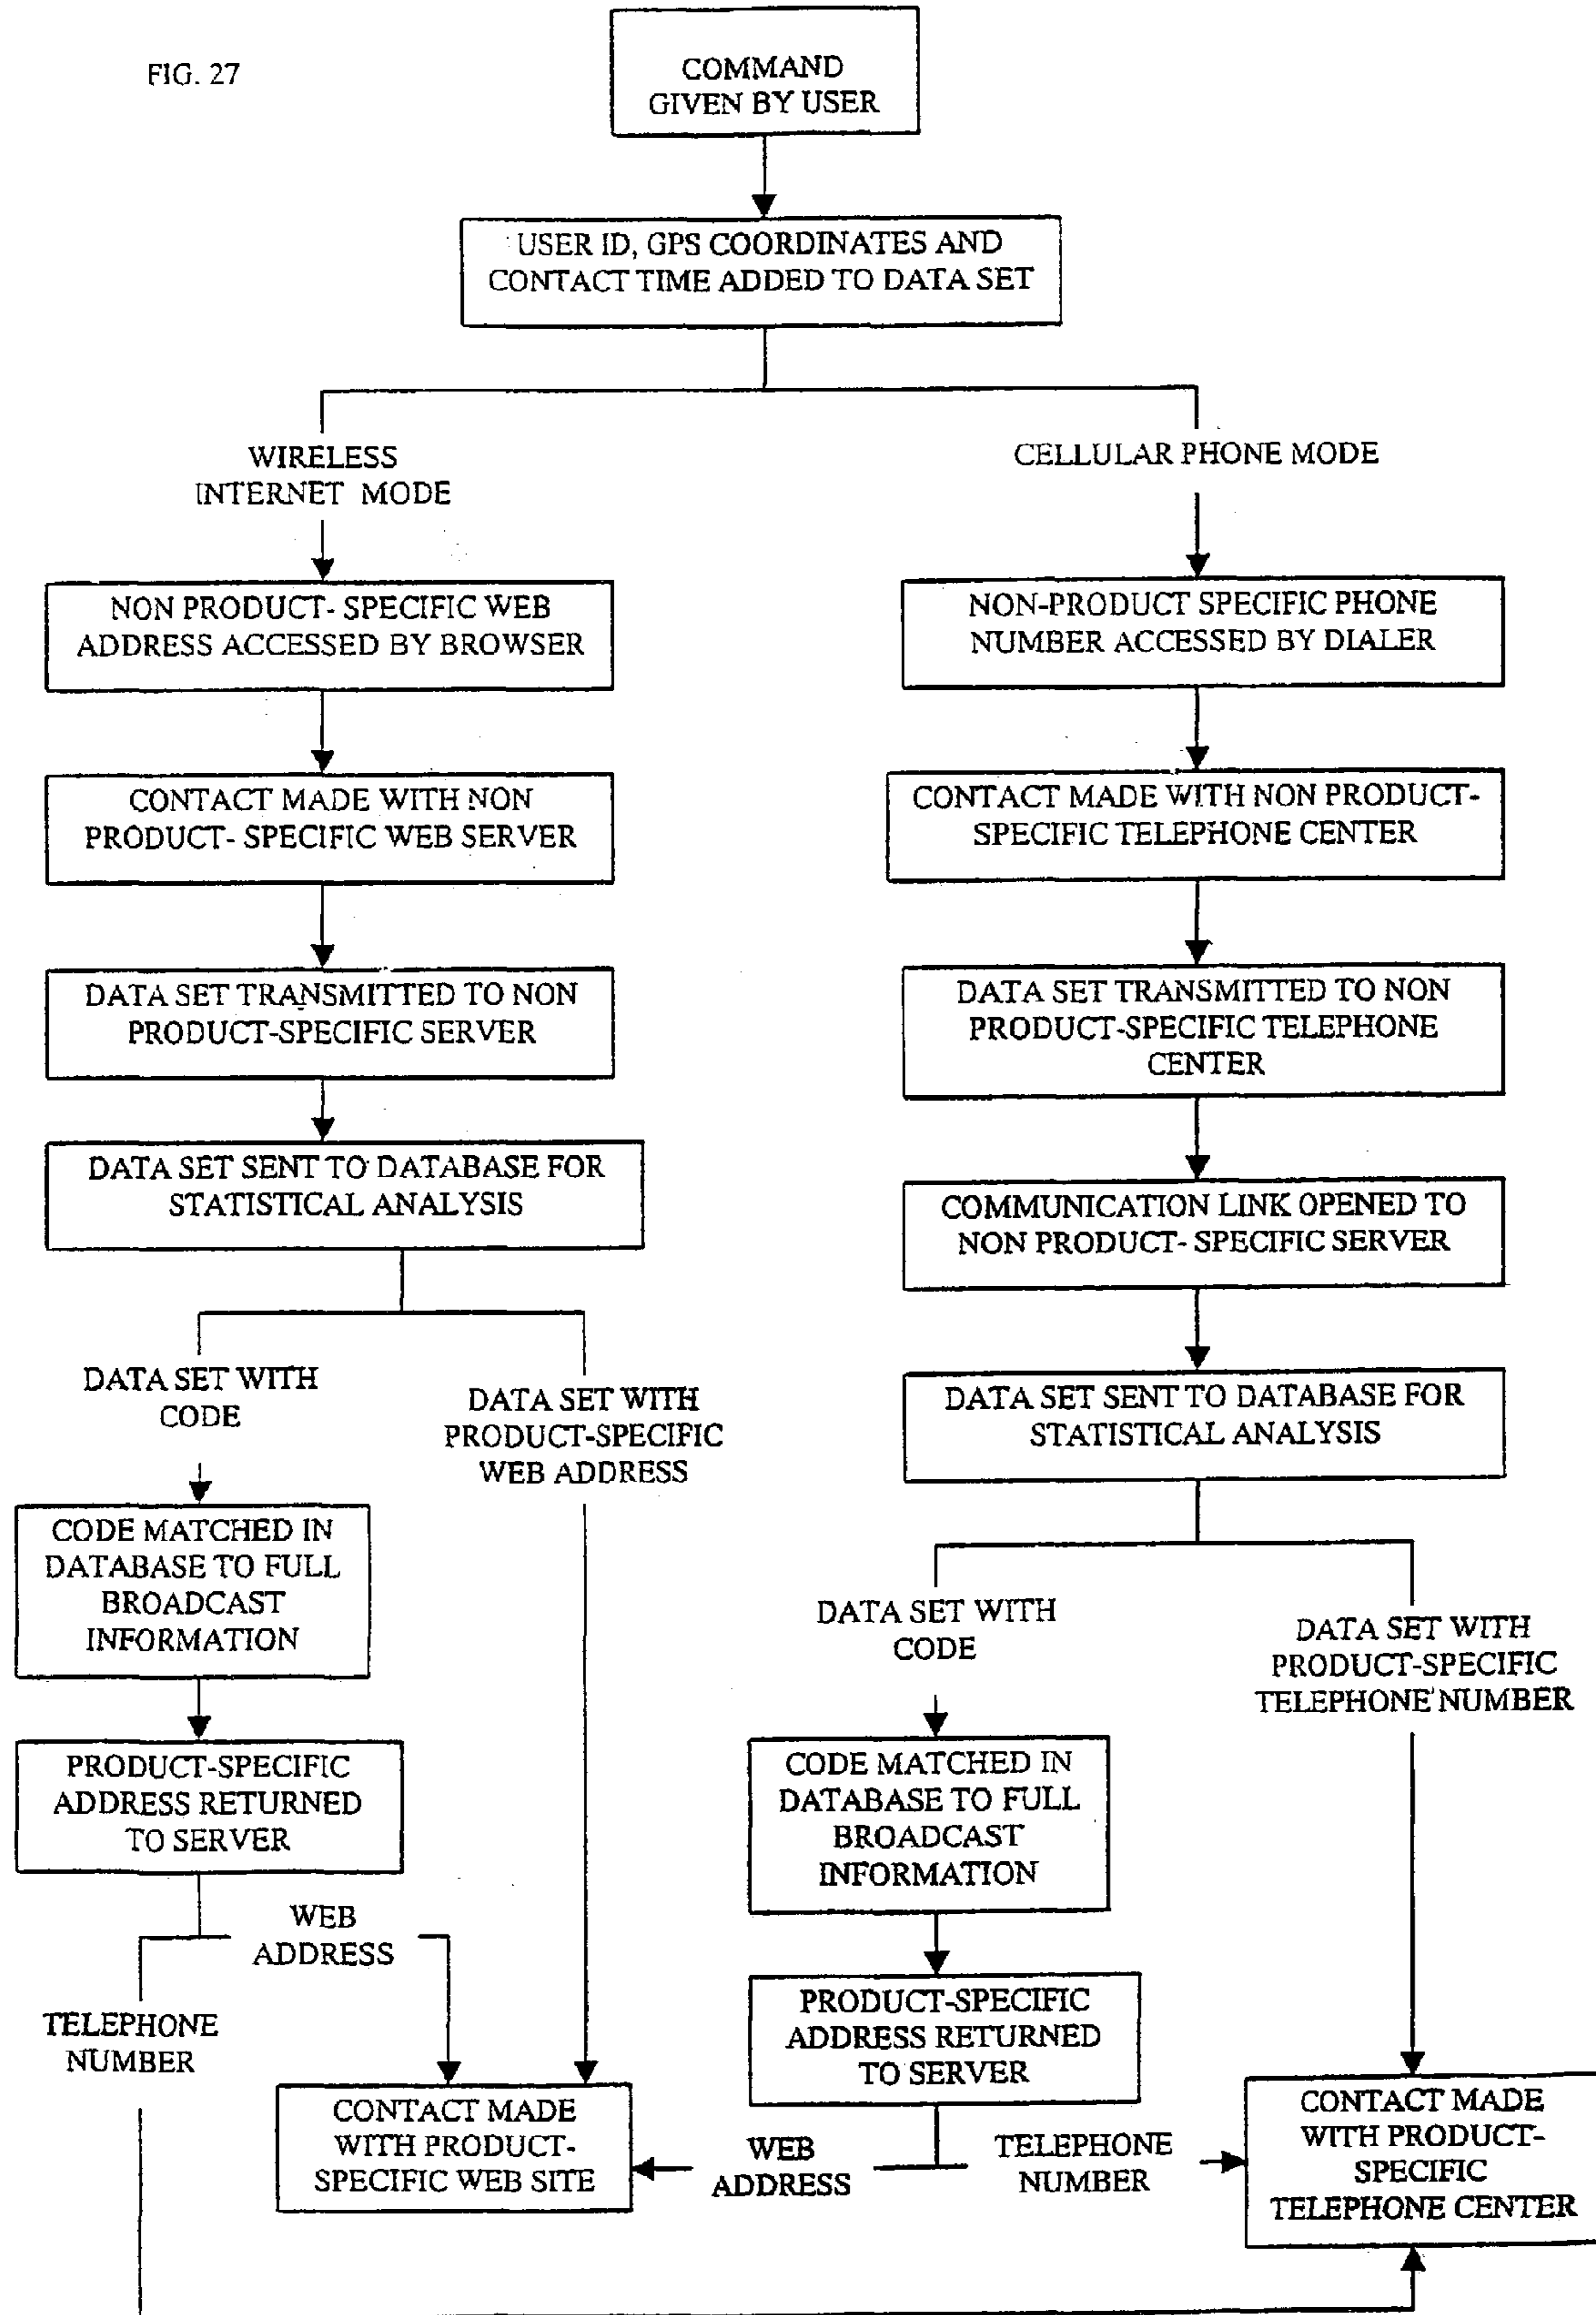 FIG. 27
COMMAND
GIVEN BY USER
USER ID, GPS COORDINATES AND
CONTACT TIME ADDED TO DATA SET
WIRELESS
INTERNET MODE
CELLULAR PHONE MODE
NON PRODUCT- SPECIFIC WEB
ADDRESS ACCESSED BY BROWSER
NON-PRODUCT SPECIFIC PHONE
NUMBER ACCESSED BY DIALER
CONTACT MADE WITH NON
PRODUCT- SPECIFIC WEB SERVER
CONTACT MADE WITH NON PRODUCT-
SPECIFIC TELEPHONE CENTER
DATA SET TRANSMITTED TO NON
PRODUCT-SPECIFIC SERVER
DATA SET TRANSMITTED TO NON
PRODUCT-SPECIFIC TELEPHONE
CENTER
DATA SET SENT TO DATABASE FOR
STATISTICAL ANALYSIS
COMMUNICATION LINK OPENED TO
NON PRODUCT- SPECIFIC SERVER
DATA SET WITH
CODE
DATA SET WITH
PRODUCT-SPECIFIC
WEB ADDRESS
DATA SET SENT TO DATABASE FOR
STATISTICAL ANALYSIS
CODE MATCHED IN
DATABASE TO FULL
BROADCAST
INFORMATION
DATA SET WITH
CODE
DATA SET WITH
PRODUCT-SPECIFIC
TELEPHONE NUMBER
PRODUCT-SPECIFIC
ADDRESS RETURNED
TO SERVER
CODE MATCHED IN
DATABASE TO FULL
BROADCAST
INFORMATION
WEB
ADDRESS
TELEPHONE
NUMBER
PRODUCT-SPECIFIC
ADDRESS RETURNED
TO SERVER
CONTACT MADE
WITH PRODUCT-
SPECIFIC WEB SITE
WEB
ADDRESS
TELEPHONE
NUMBER
CONTACT MADE
WITH PRODUCT-
SPECIFIC
TELEPHONE CENTER